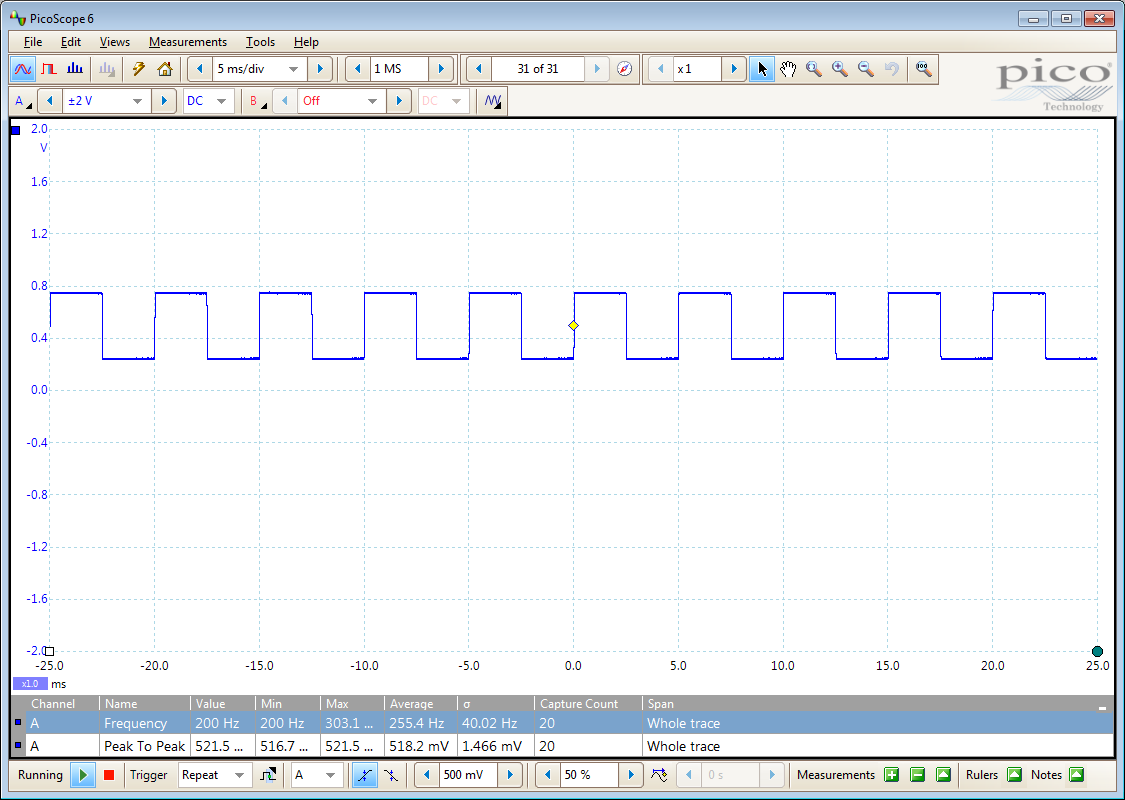 PicoScope 6
File Edit Views Measurements Tools Help
5 ms/div 1 MS 31 of 31 x1
pico
Technology
A ±2 V DC B Off DC
2.0
V
1.6
1.2
0.8
0.4
0.0
-0.4
-0.8
-1.2
-1.6
-2.0
-25.0 -20.0 -15.0 -10.0 -5.0 0.0 5.0 10.0 15.0 20.0 25.0
x1.0 ms
Channel Name Value Min Max Average σ Capture Count Span
A Frequency 200 Hz 200 Hz 303.1 ... 255.4 Hz 40.02 Hz 20 Whole trace
A Peak To Peak 521.5 ... 516.7 ... 521.5 ... 518.2 mV 1.466 mV 20 Whole trace
Running Trigger Repeat A 500 mV 50 % 0 s Measurements Rulers Notes